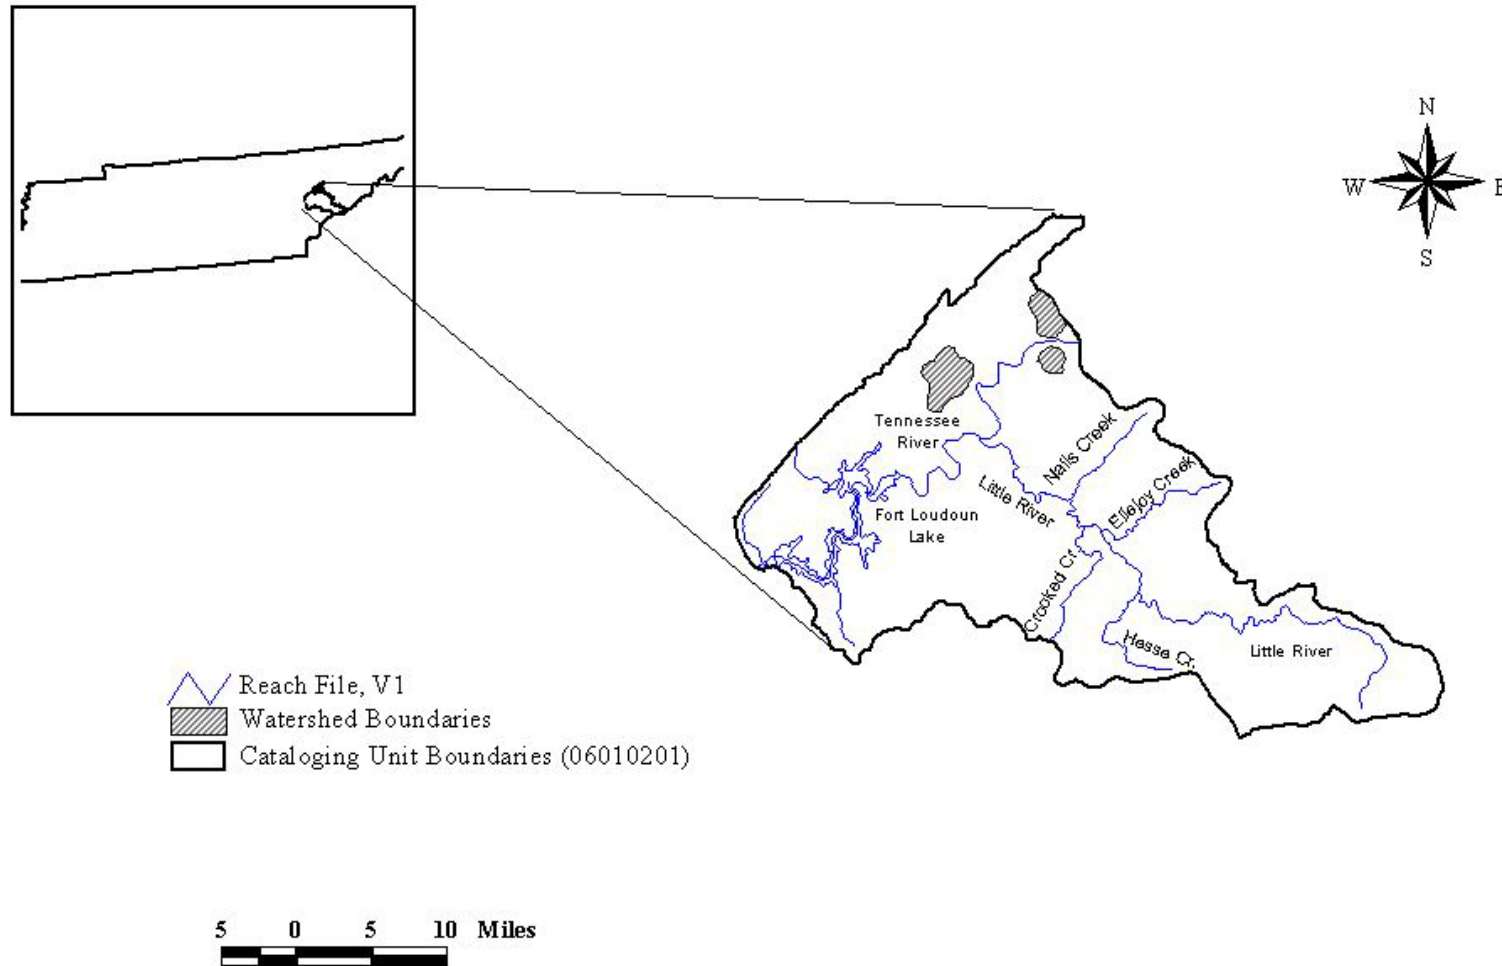 N
W
E
S
Tennessee
River
Nails Creek
Ellejoy Creek
Little River
Fort Loudoun
Lake
Crooked Cr.
Hesse Cr.
Little River
Reach File, V1
Watershed Boundaries
Cataloging Unit Boundaries (06010201)
5 0 5 10 Miles